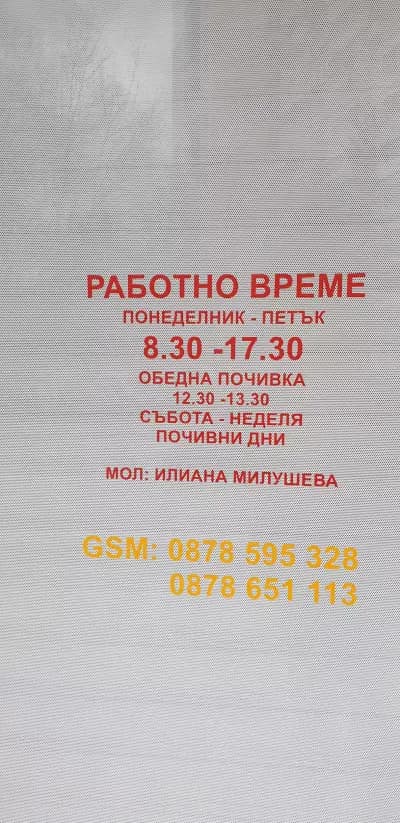 РАБОТНО ВРЕМЕ
ПОНЕДЕЛНИК - ПЕТЪК
8.30 -17.30
ОБЕДНА ПОЧИВКА
12.30 -13.30
СЪБОТА - НЕДЕЛЯ
ПОЧИВНИ ДНИ
МОЛ: ИЛИАНА МИЛУШЕВА
GSM: 0878 595 328
0878 651 113